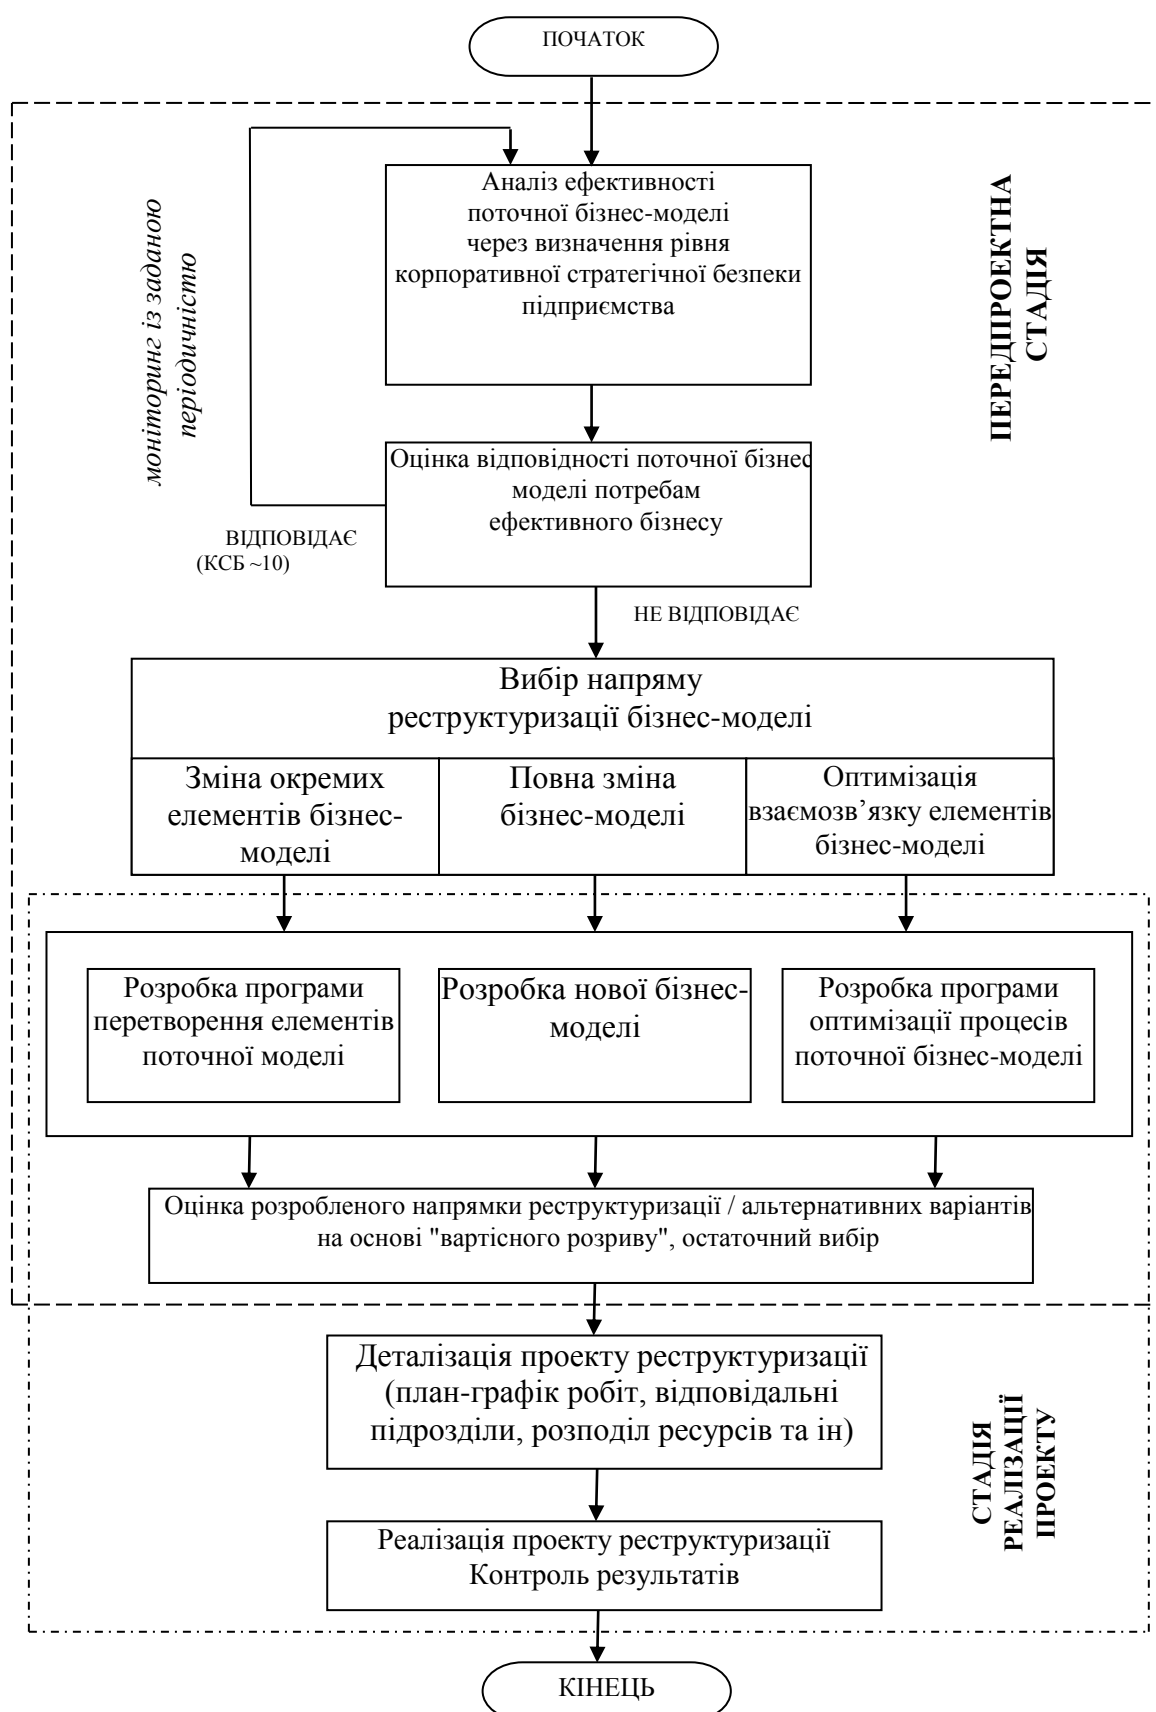 ПОЧАТОК
Аналіз ефективності
поточної бізнес-моделі
через визначення рівня
корпоративної стратегічної безпеки
підприємства
ПЕРЕДПРОЕКТНА
СТАДІЯ
моніторинг із заданою
періодичністю
Оцінка відповідності поточної бізнес
моделі потребам
ефективного бізнесу
ВІДПОВІДАЄ
(КСБ ~10)
НЕ ВІДПОВІДАЄ
Вибір напряму
реструктуризації бізнес-моделі
Зміна окремих
елементів бізнес-
моделі
Повна зміна
бізнес-моделі
Оптимізація
взаємозв’язку елементів
бізнес-моделі
Розробка програми
перетворення елементів
поточної моделі
Розробка нової бізнес-
моделі
Розробка програми
оптимізації процесів
поточної бізнес-моделі
Оцінка розробленого напрямки реструктуризації / альтернативних варіантів
на основі "вартісного розриву", остаточний вибір
Деталізація проекту реструктуризації
(план-графік робіт, відповідальні
підрозділи, розподіл ресурсів та ін)
СТАДІЯ
РЕАЛІЗАЦІЇ
ПРОЕКТУ
Реалізація проекту реструктуризації
Контроль результатів
КІНЕЦЬ